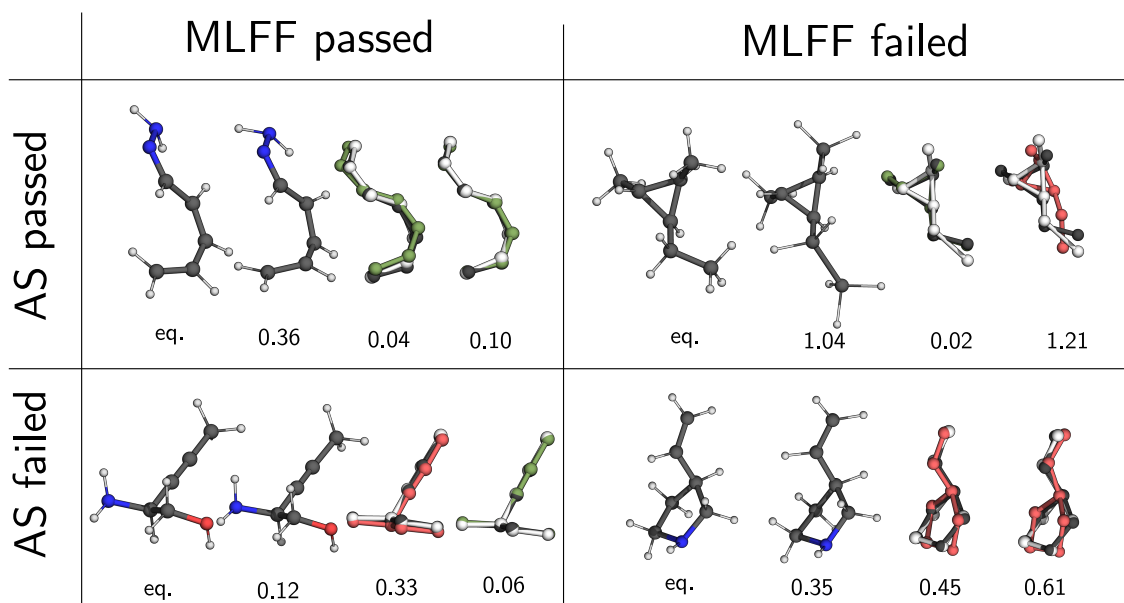 MLFF passed
MLFF failed
AS passed
eq.
0.36
0.04
0.10
eq.
1.04
0.02
1.21
AS failed
eq.
0.12
0.33
0.06
eq.
0.35
0.45
0.61